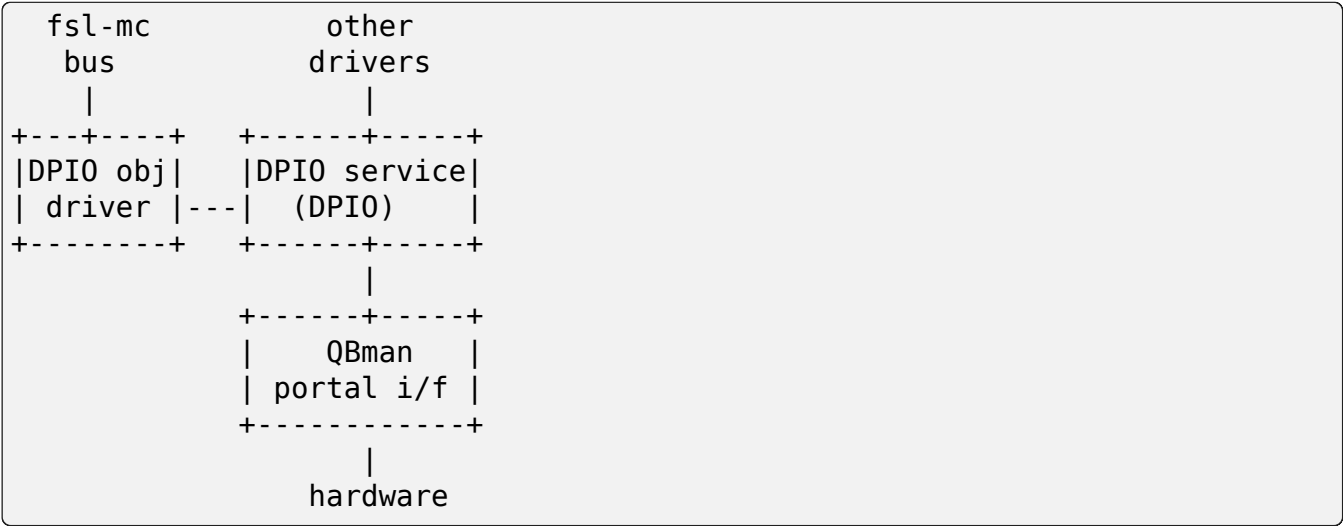 fsl-mc          other
   bus           drivers
    |               |
+---+----+   +------+-----+
|DPIO obj|   |DPIO service|
| driver |---|  (DPIO)    |
+--------+   +------+-----+
                    |
             +------+-----+
             |    QBman   |
             | portal i/f |
             +------------+
                    |
                 hardware